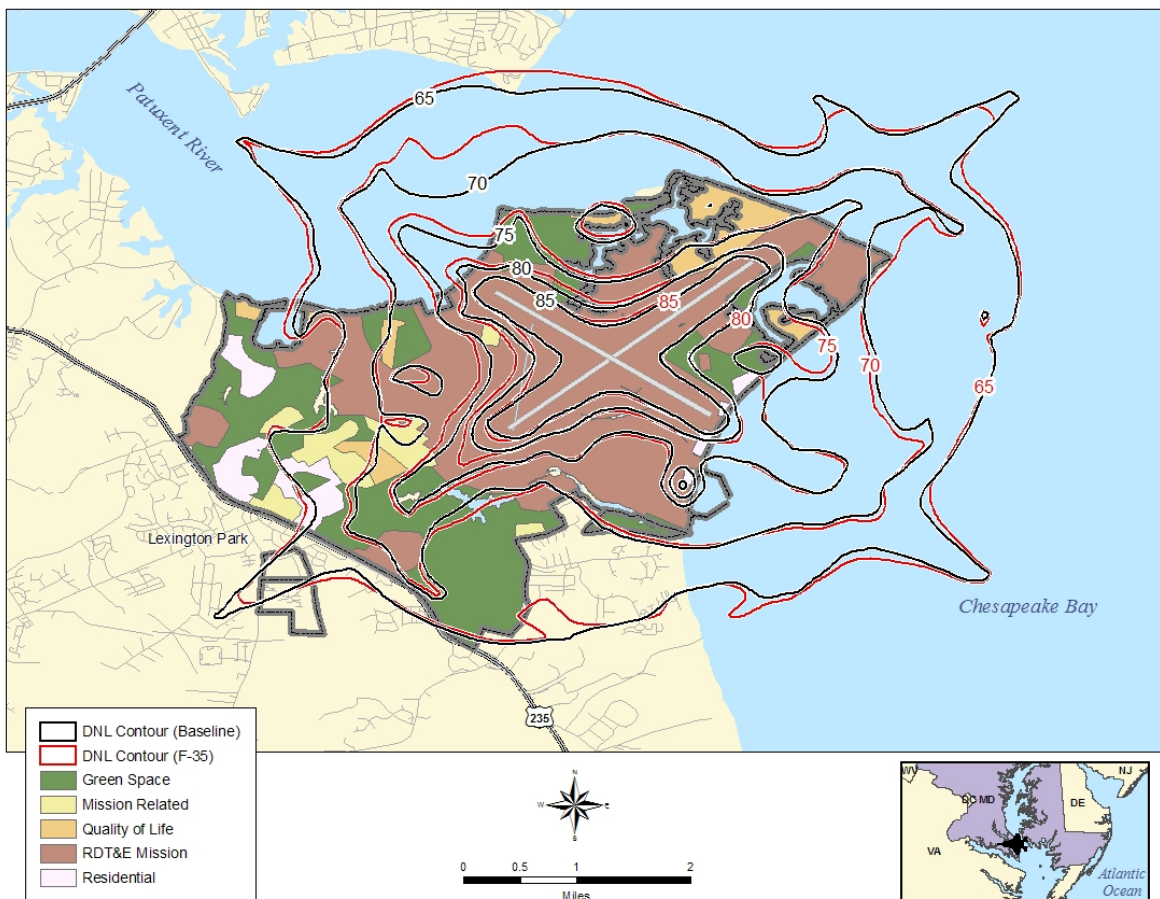 65
Patuxent River
70
75
80
85
85
80
75
70
65
Lexington Park
Chesapeake Bay
235
DNL Contour (Baseline)
DNL Contour (F-35)
Green Space
Mission Related
Quality of Life
RDT&E Mission
Residential
N
W
E
S
0 0.5 1 2
Miles
WV
NJ
DC MD
DE
VA
Atlantic
Ocean